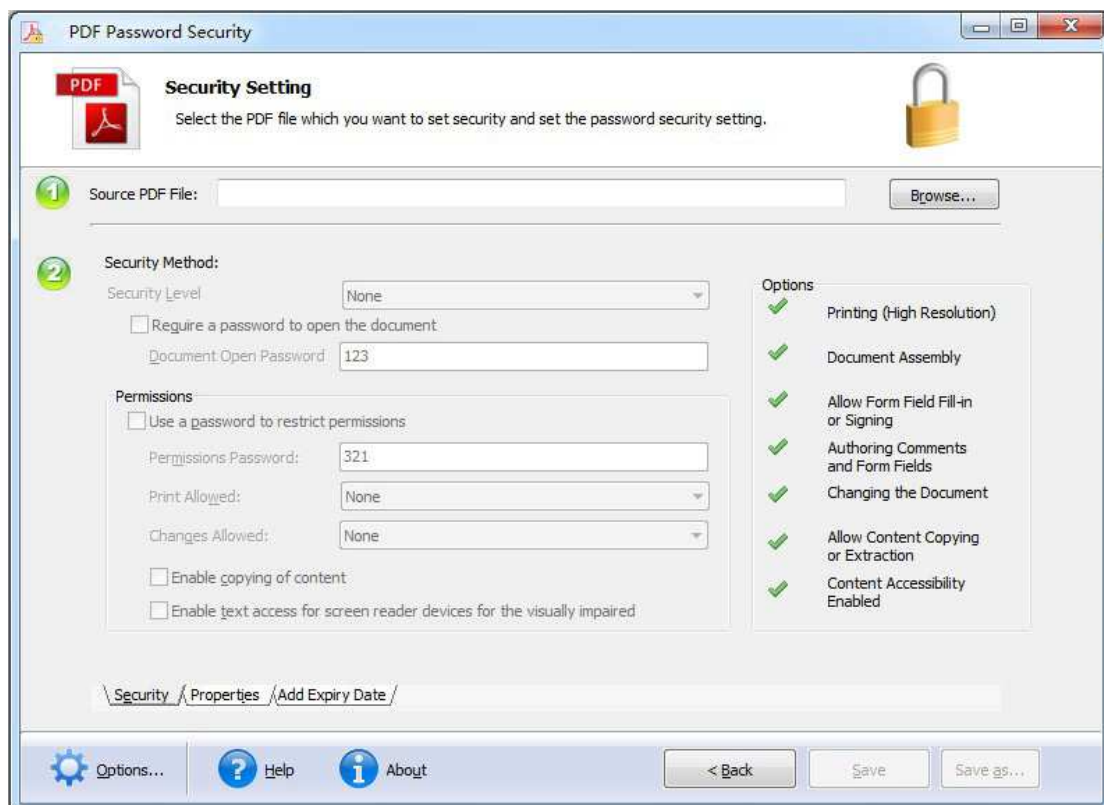 PDF Password Security
PDF
Security Setting
Select the PDF file which you want to set security and set the password security setting.
1
Source PDF File:
Browse...
2
Security Method:
Security Level
None
Require a password to open the document
Document Open Password
123
Permissions
Use a password to restrict permissions
Permissions Password:
321
Print Allowed:
None
Changes Allowed:
None
Enable copying of content
Enable text access for screen reader devices for the visually impaired
Options
Printing (High Resolution)
Document Assembly
Allow Form Field Fill-in
or Signing
Authoring Comments
and Form Fields
Changing the Document
Allow Content Copying
or Extraction
Content Accessibility
Enabled
Security
Properties
Add Expiry Date
Options...
Help
About
< Back
Save
Save as...